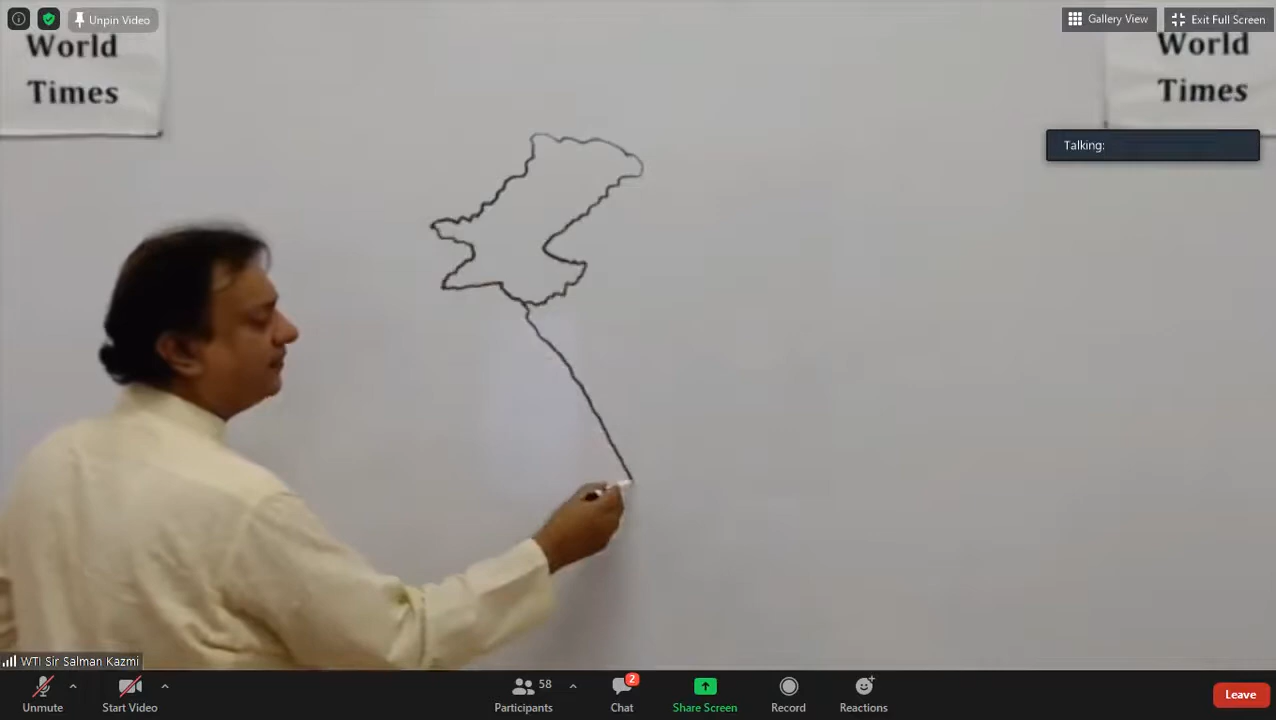 Unpin Video
Gallery View
Exit Full Screen
World
Times
World
Times
Talking:
WTI Sir Salman Kazmi
Unmute
Start Video
58
Participants
2
Chat
Share Screen
Record
Reactions
Leave